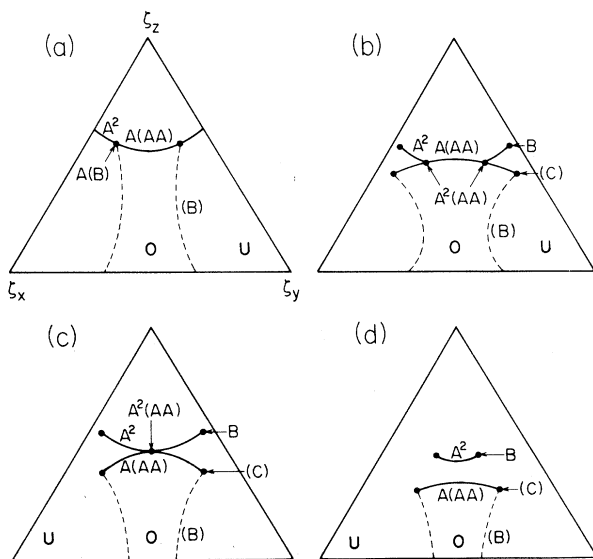 (a)
ζz
A² A(AA)
A(B)
(B)
O U
ζx ζy
(b)
A² A(AA) B
(C)
A²(AA)
(B)
O U
(c)
A²(AA)
A² B
A(AA) (C)
U O (B)
(d)
A² B
A(AA) (C)
U O (B)